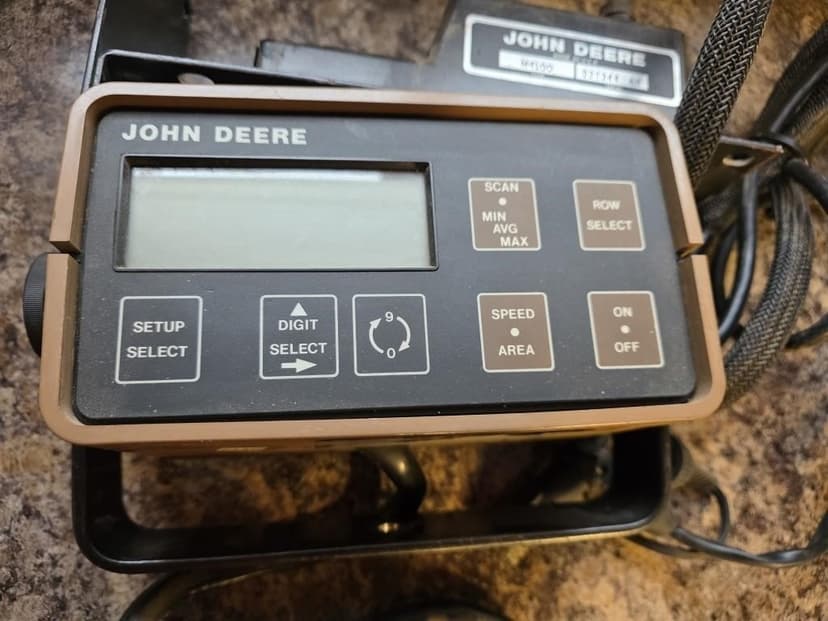 JOHN DEERE
JOHN DEERE
SCAN
MIN
AVG
MAX
ROW
SELECT
SETUP
SELECT
DIGIT
SELECT
9
0
SPEED
AREA
ON
OFF